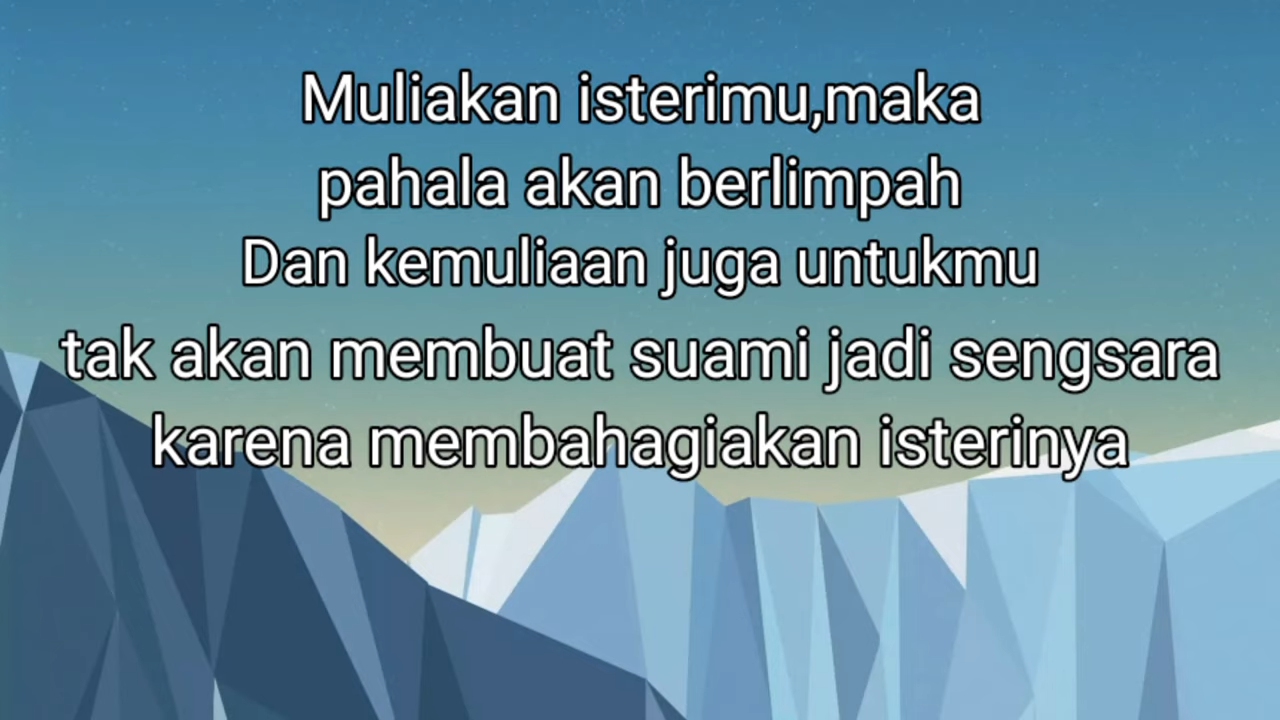 Muliakan isterimu,maka
pahala akan berlimpah
Dan kemuliaan juga untukmu
tak akan membuat suami jadi sengsara
karena membahagiakan isterinya